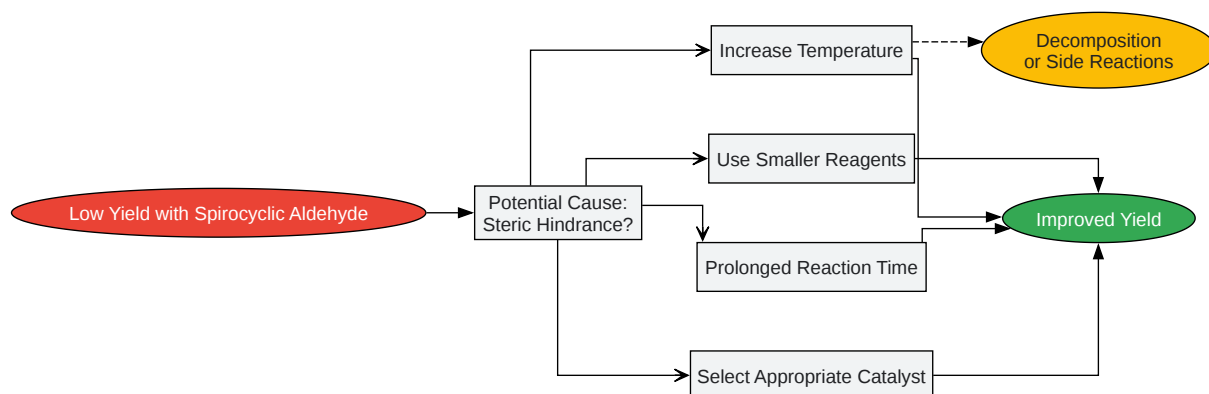 Low Yield with Spirocyclic Aldehyde
Potential Cause:
Steric Hindrance?
Increase Temperature
Use Smaller Reagents
Prolonged Reaction Time
Select Appropriate Catalyst
Decomposition
or Side Reactions
Improved Yield